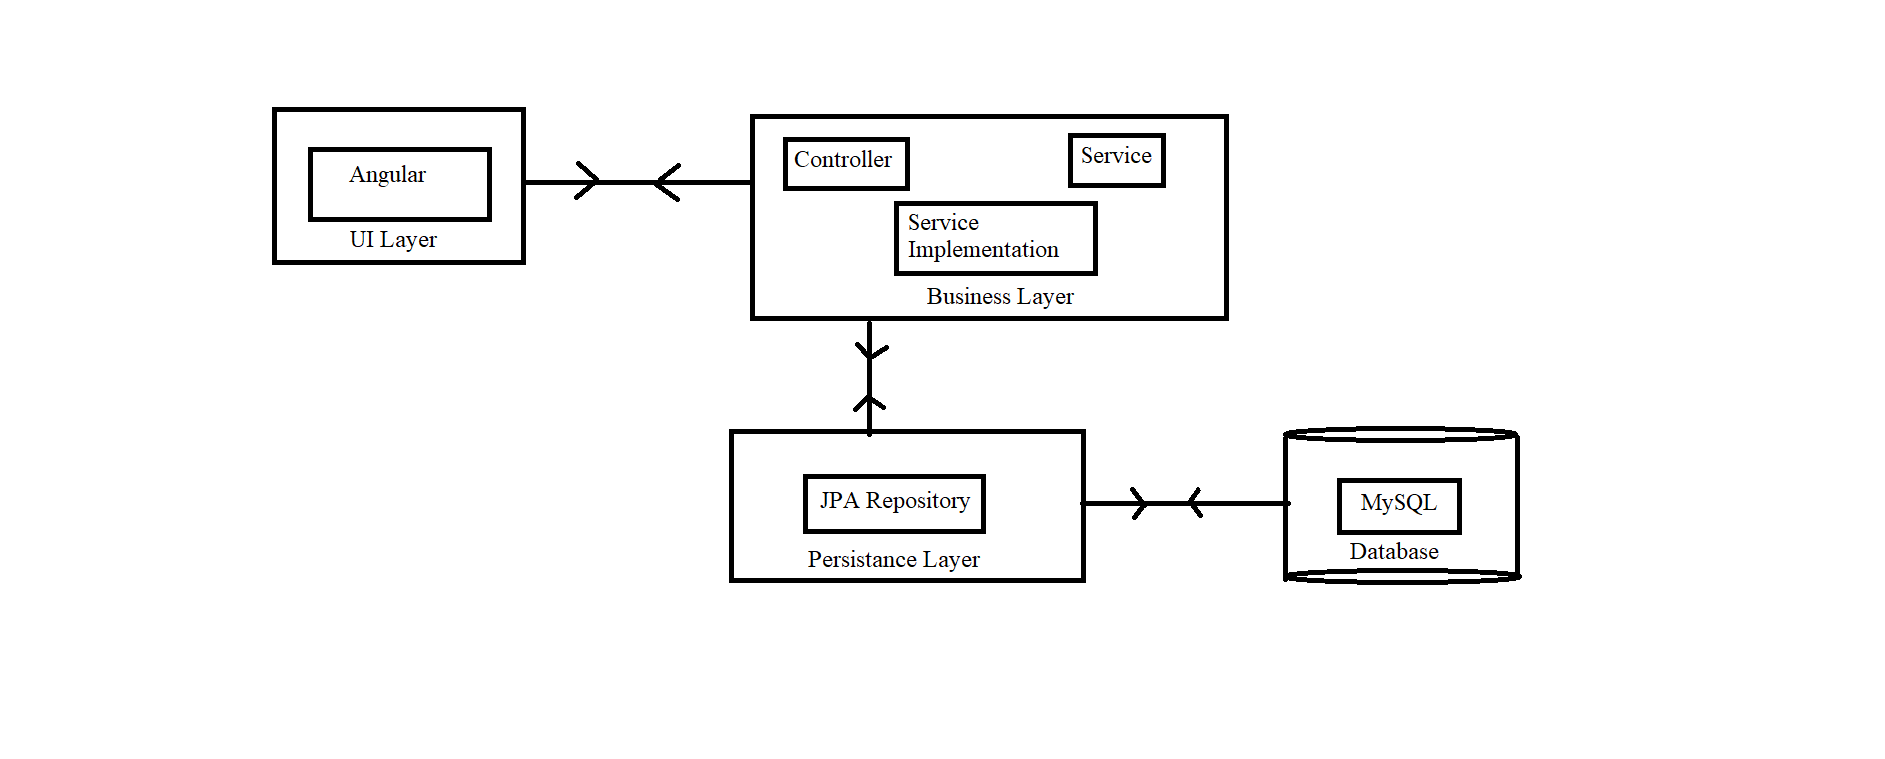 Angular
UI Layer
Controller
Service
Service
Implementation
Business Layer
JPA Repository
Persistance Layer
MySQL
Database